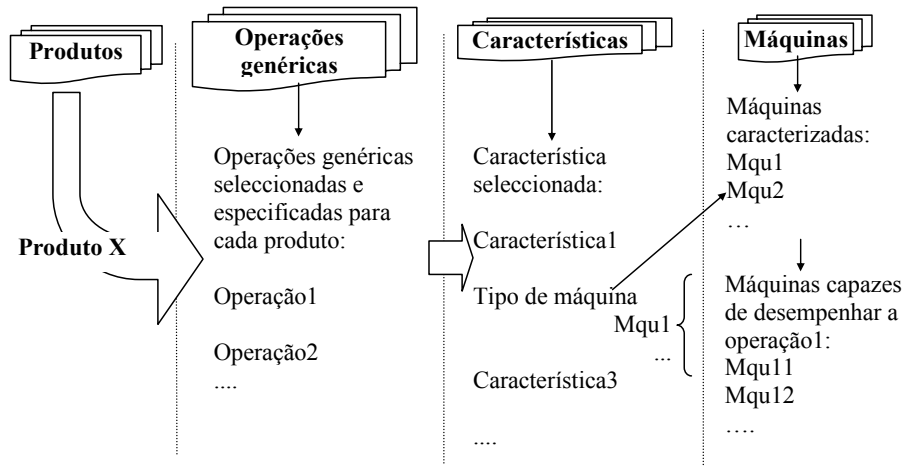 Produtos
Produto X
Operações
genéricas
Operações genéricas
seleccionadas e
especificadas para
cada produto:
Operação1
Operação2
....
Características
Característica
seleccionada:
Característica1
Tipo de máquina
Mqu1
...
Característica3
....
Máquinas
Máquinas
caracterizadas:
Mqu1
Mqu2
…
Máquinas capazes
de desempenhar a
operação1:
Mqu11
Mqu12
….